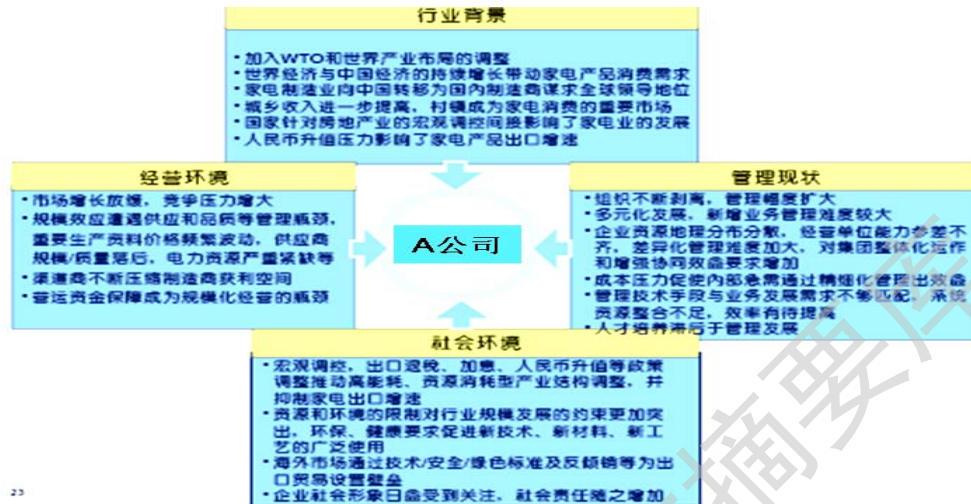 行业背景
• 加入WTO和世界产业布局的调整
• 世界经济与中国经济的持续增长带动家电产品消费需求
• 家电制造业向中国转移为国内制造商谋求全球领导地位
• 城乡收入进一步提高，村镇成为家电消费的重要市场
• 国家针对房地产业的宏观调控间接影响了家电业的发展
• 人民币升值压力影响了家电产品出口增速
经营环境
• 市场增长放缓，竞争压力增大
• 规模效应遭遇供应和品质等管理瓶颈，
重要生产资料价格频繁波动，供应商
规模/质量落后，电力资源严重紧缺等
• 渠道商不断压缩制造商获利空间
• 营运资金保障成为规模化经营的瓶颈
A公司
管理现状
• 组织不断剥离，管理幅度扩大
• 多元化发展，新增业务管理难度较大
• 企业资源地理分布分散，经营单位能力参差不
齐，差异化管理难度加大，对集团整体化运作
和增强协同效益要求增加
• 成本压力促使内部急需通过精细化管理出效益
• 管理技术手段与业务发展需求不够匹配，系统
资源整合不足，效率有待提高
• 人才培养滞后于管理发展
社会环境
• 宏观调控，出口退税、加息、人民币升值等政策
调整推动高能耗、资源消耗型产业结构调整，并
抑制家电出口增速
• 资源和环境的限制对行业规模发展的约束更加突
出，环保、健康要求促进新技术、新材料、新工
艺的广泛使用
• 海外市场通过技术/安全/绿色标准及反倾销等为出
口贸易设置壁垒
• 企业社会形象日益受到关注，社会责任随之增加
23
摘要库